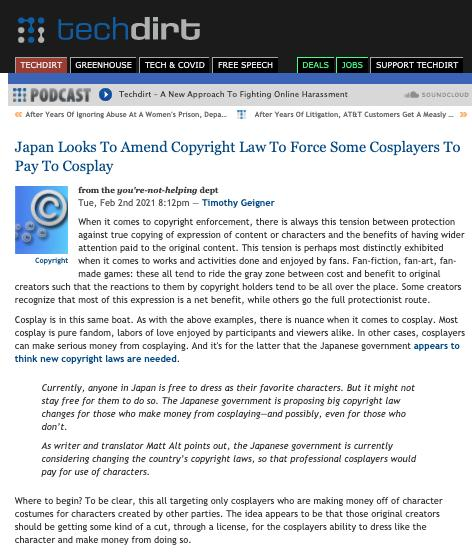 techdirt
TECHDIRT GREENHOUSE TECH & COVID FREE SPEECH DEALS JOBS SUPPORT TECHDIRT
PODCAST Techdirt - A New Approach To Fighting Online Harassment SOUNDCLOUD
« After Years Of Ignoring Abuse At A Women's Prison, Depa... After Years Of Litigation, AT&T Customers Get A Measly ... »
Japan Looks To Amend Copyright Law To Force Some Cosplayers To
Pay To Cosplay
from the you're-not-helping dept
Tue, Feb 2nd 2021 8:12pm — Timothy Geigner
©
Copyright
When it comes to copyright enforcement, there is always this tension between protection
against true copying of expression of content or characters and the benefits of having wider
attention paid to the original content. This tension is perhaps most distinctly exhibited
when it comes to works and activities done and enjoyed by fans. Fan-fiction, fan-art, fan-
made games: these all tend to ride the gray zone between cost and benefit to original
creators such that the reactions to them by copyright holders tend to be all over the place. Some creators
recognize that most of this expression is a net benefit, while others go the full protectionist route.
Cosplay is in this same boat. As with the above examples, there is nuance when it comes to cosplay. Most
cosplay is pure fandom, labors of love enjoyed by participants and viewers alike. In other cases, cosplayers
can make serious money from cosplaying. And it's for the latter that the Japanese government appears to
think new copyright laws are needed.
Currently, anyone in Japan is free to dress as their favorite characters. But it might not
stay free for them to do so. The Japanese government is proposing big copyright law
changes for those who make money from cosplaying—and possibly, even for those who
don't.
As writer and translator Matt Alt points out, the Japanese government is currently
considering changing the country's copyright laws, so that professional cosplayers would
pay for use of characters.
Where to begin? To be clear, this all targeting only cosplayers who are making money off of character
costumes for characters created by other parties. The idea appears to be that those original creators
should be getting some kind of a cut, through a license, for the cosplayers ability to dress like the
character and make money from doing so.